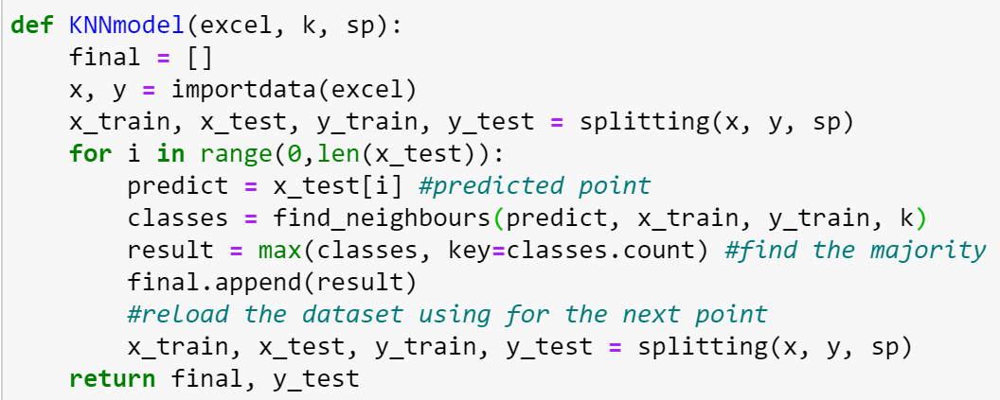 def KNNmodel(excel, k, sp):
    final = []
    x, y = importdata(excel)
    x_train, x_test, y_train, y_test = splitting(x, y, sp)
    for i in range(0,len(x_test)):
        predict = x_test[i] #predicted point
        classes = find_neighbours(predict, x_train, y_train, k)
        result = max(classes, key=classes.count) #find the majority
        final.append(result)
        #reload the dataset using for the next point
        x_train, x_test, y_train, y_test = splitting(x, y, sp)
    return final, y_test